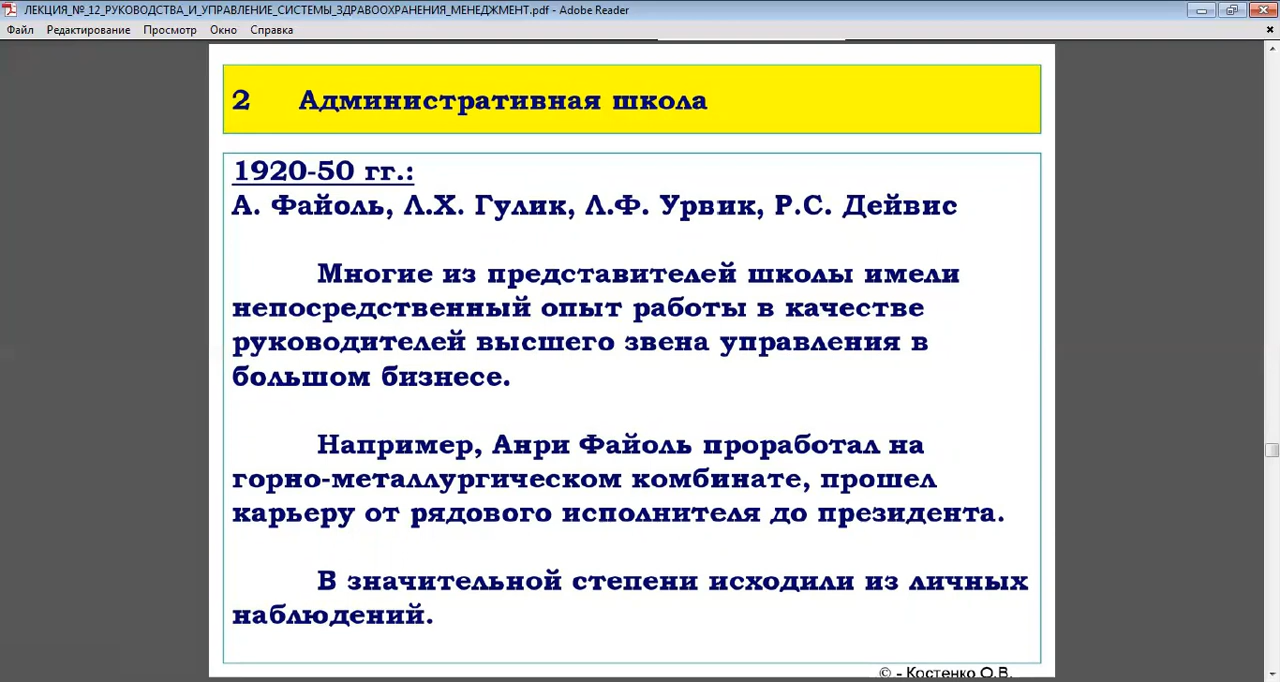 ЛЕКЦИЯ_№_12_РУКОВОДСТВА_И_УПРАВЛЕНИЕ_СИСТЕМЫ_ЗДРАВООХРАНЕНИЯ_МЕНЕДЖМЕНТ.pdf - Adobe Reader
Файл Редактирование Просмотр Окно Справка
2 Административная школа
1920-50 гг.:
А. Файоль, Л.Х. Гулик, Л.Ф. Урвик, Р.С. Дейвис
Многие из представителей школы имели
непосредственный опыт работы в качестве
руководителей высшего звена управления в
большом бизнесе.
Например, Анри Файоль проработал на
горно-металлургическом комбинате, прошел
карьеру от рядового исполнителя до президента.
В значительной степени исходили из личных
наблюдений.
© - Костенко О.В.